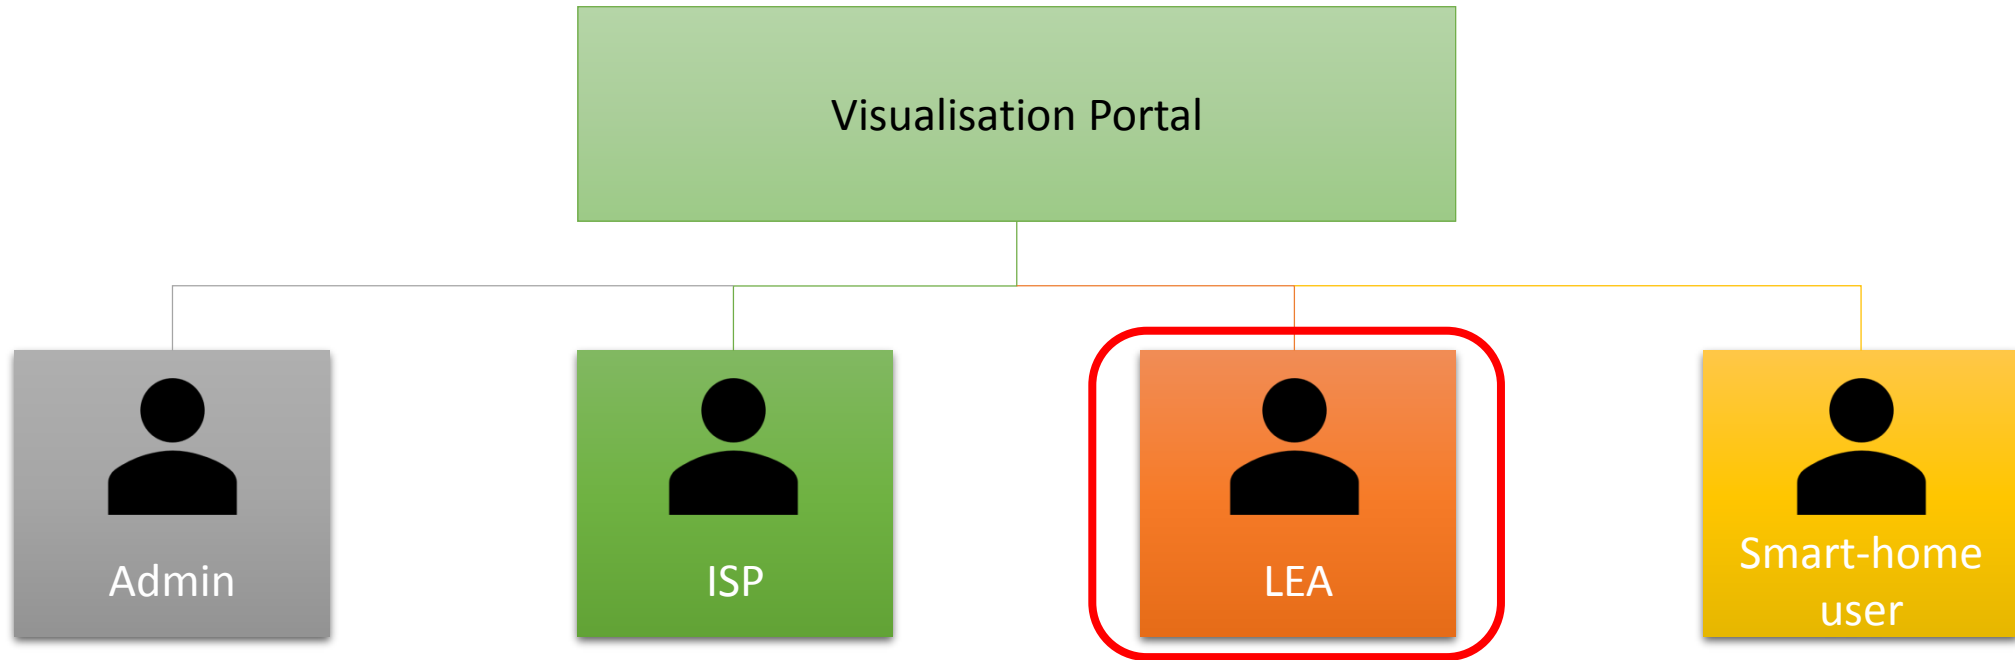 Visualisation Portal
Admin
ISP
LEA
Smart-home
user